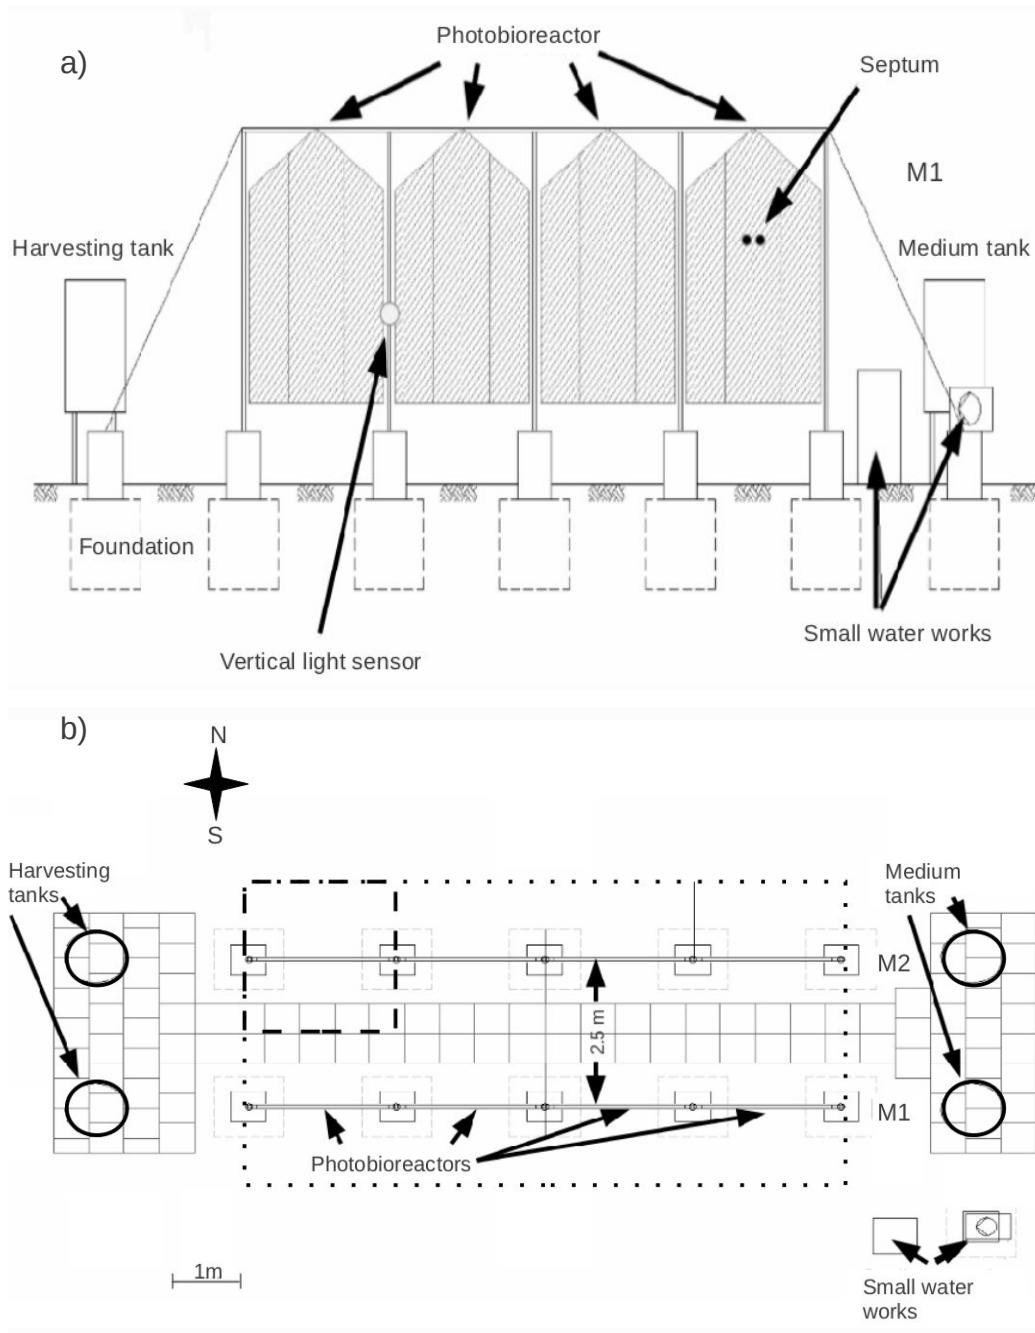 a)
Photobioreactor
Septum
M1
Harvesting tank
Medium tank
Foundation
Small water works
Vertical light sensor
b)
N
S
Harvesting
tanks
Medium
tanks
M2
2.5 m
M1
Photobioreactors
1m
Small water
works